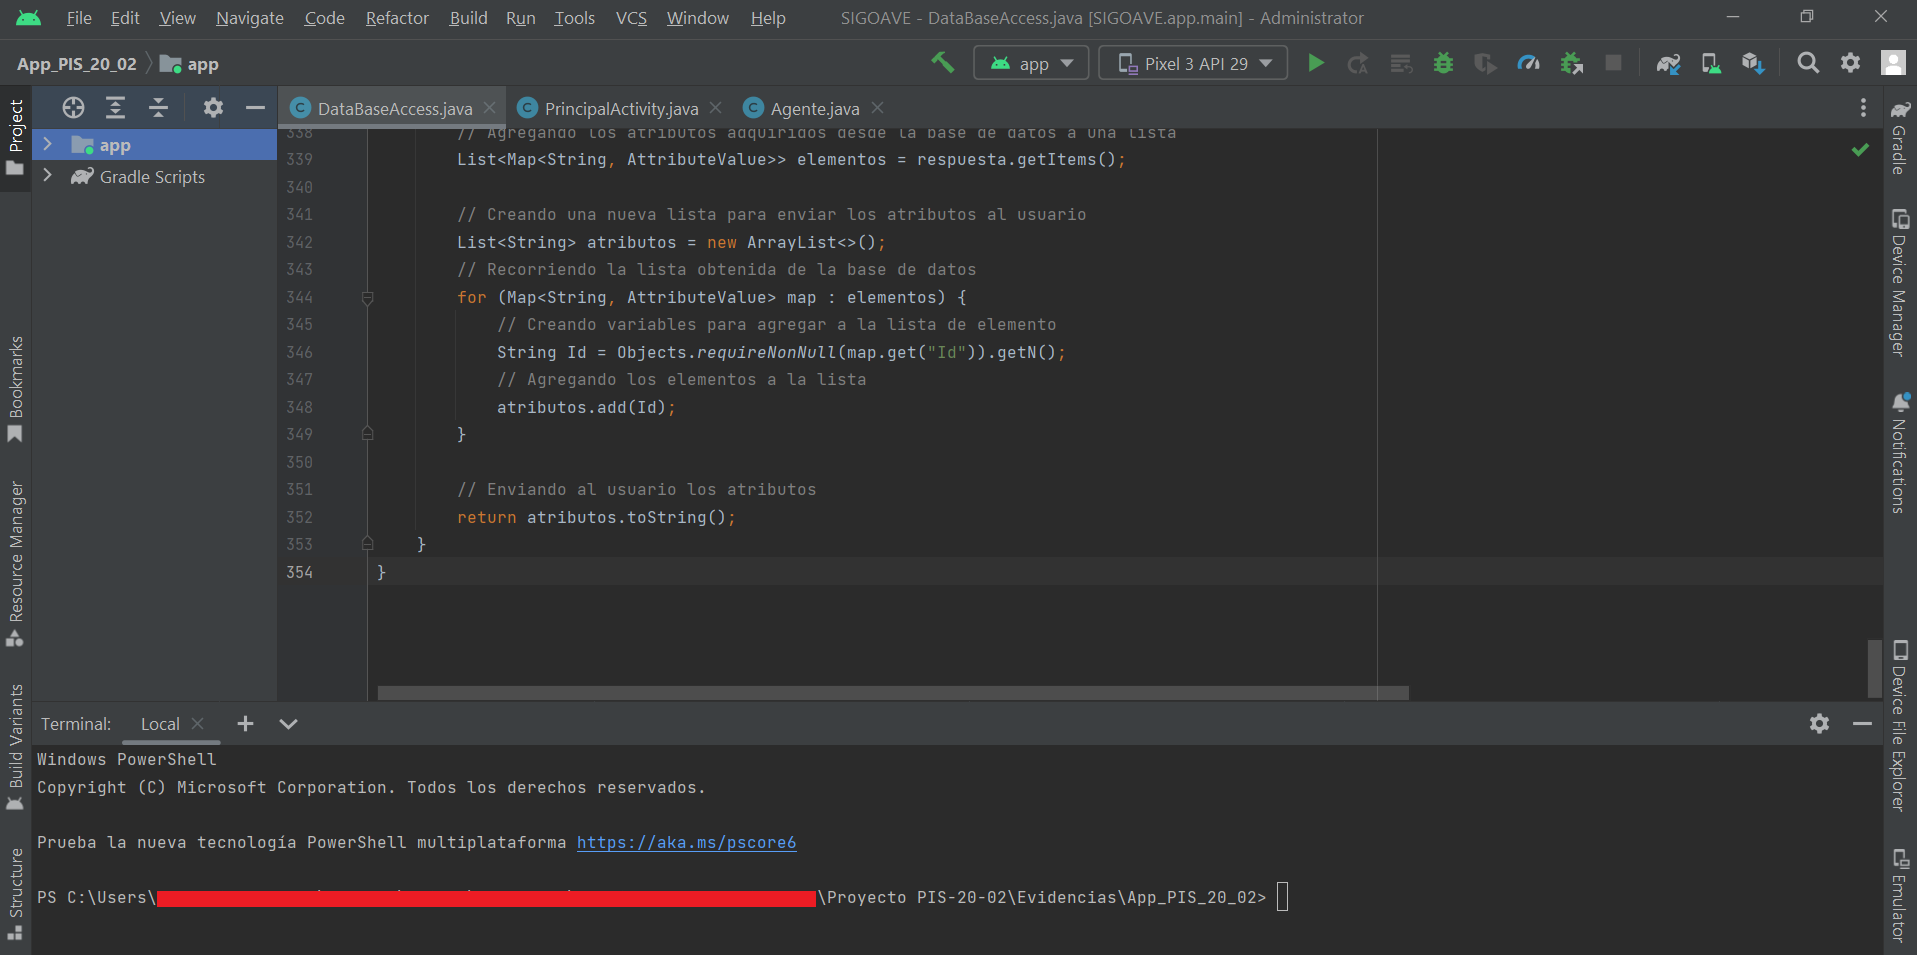 File Edit View Navigate Code Refactor Build Run Tools VCS Window Help SIGOAVE - DataBaseAccess.java [SIGOAVE.app.main] - Administrator
App_PIS_20_02 app app Pixel 3 API 29
Project
Bookmarks
Resource Manager
Build Variants
Structure
app
Gradle Scripts
DataBaseAccess.java PrincipalActivity.java Agente.java
338 // Agregando los atributos adquiridos desde la base de datos a una lista
339 List<Map<String, AttributeValue>> elementos = respuesta.getItems();
340
341 // Creando una nueva lista para enviar los atributos al usuario
342 List<String> atributos = new ArrayList<>();
343 // Recorriendo la lista obtenida de la base de datos
344 for (Map<String, AttributeValue> map : elementos) {
345 // Creando variables para agregar a la lista de elemento
346 String Id = Objects.requireNonNull(map.get("Id")).getN();
347 // Agregando los elementos a la lista
348 atributos.add(Id);
349 }
350
351 // Enviando al usuario los atributos
352 return atributos.toString();
353 }
354 }
Gradle
Device Manager
Notifications
Device File Explorer
Emulator
Terminal: Local
Windows PowerShell
Copyright (C) Microsoft Corporation. Todos los derechos reservados.
Prueba la nueva tecnología PowerShell multiplataforma https://aka.ms/pscore6
PS C:\Users\ \Proyecto PIS-20-02\Evidencias\App_PIS_20_02>